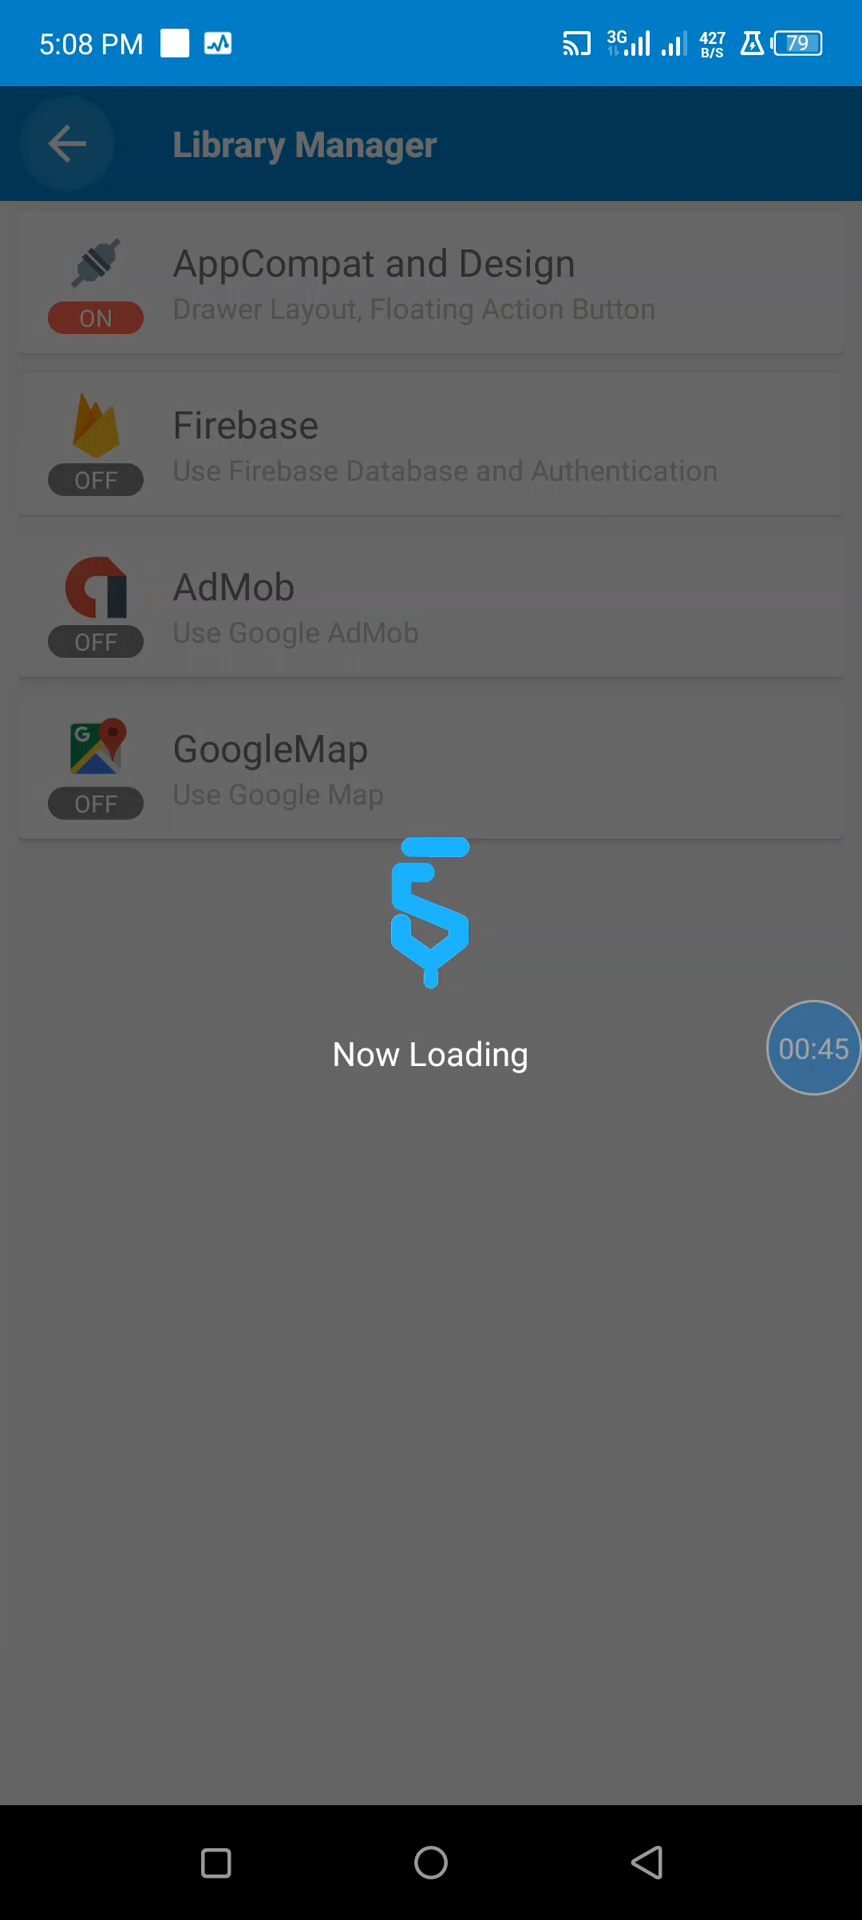 5:08 PM
3G
427
B/S
79
Library Manager
AppCompat and Design
Drawer Layout, Floating Action Button
ON
Firebase
Use Firebase Database and Authentication
OFF
AdMob
Use Google AdMob
OFF
G
GoogleMap
Use Google Map
OFF
Now Loading
00:45